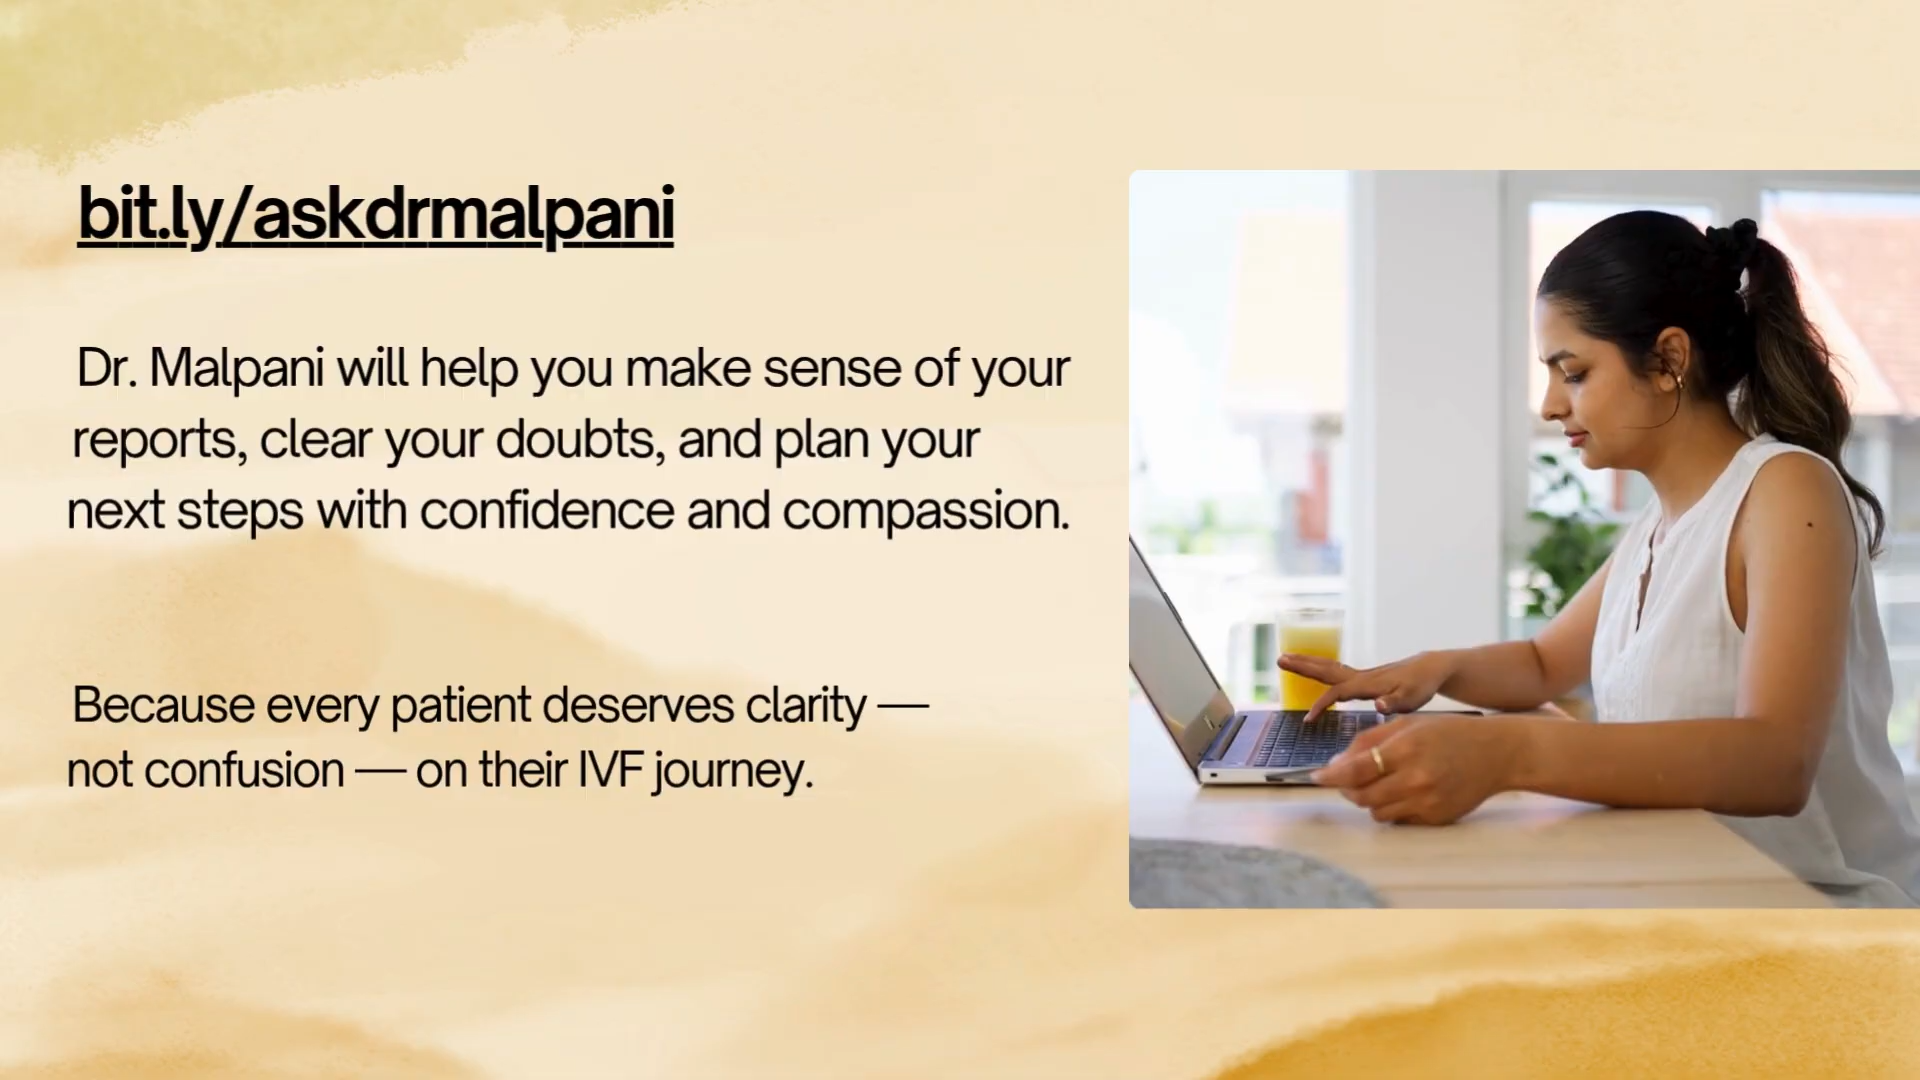 bit.ly/askdrmalpani
Dr. Malpani will help you make sense of your
reports, clear your doubts, and plan your
next steps with confidence and compassion.
Because every patient deserves clarity —
not confusion — on their IVF journey.